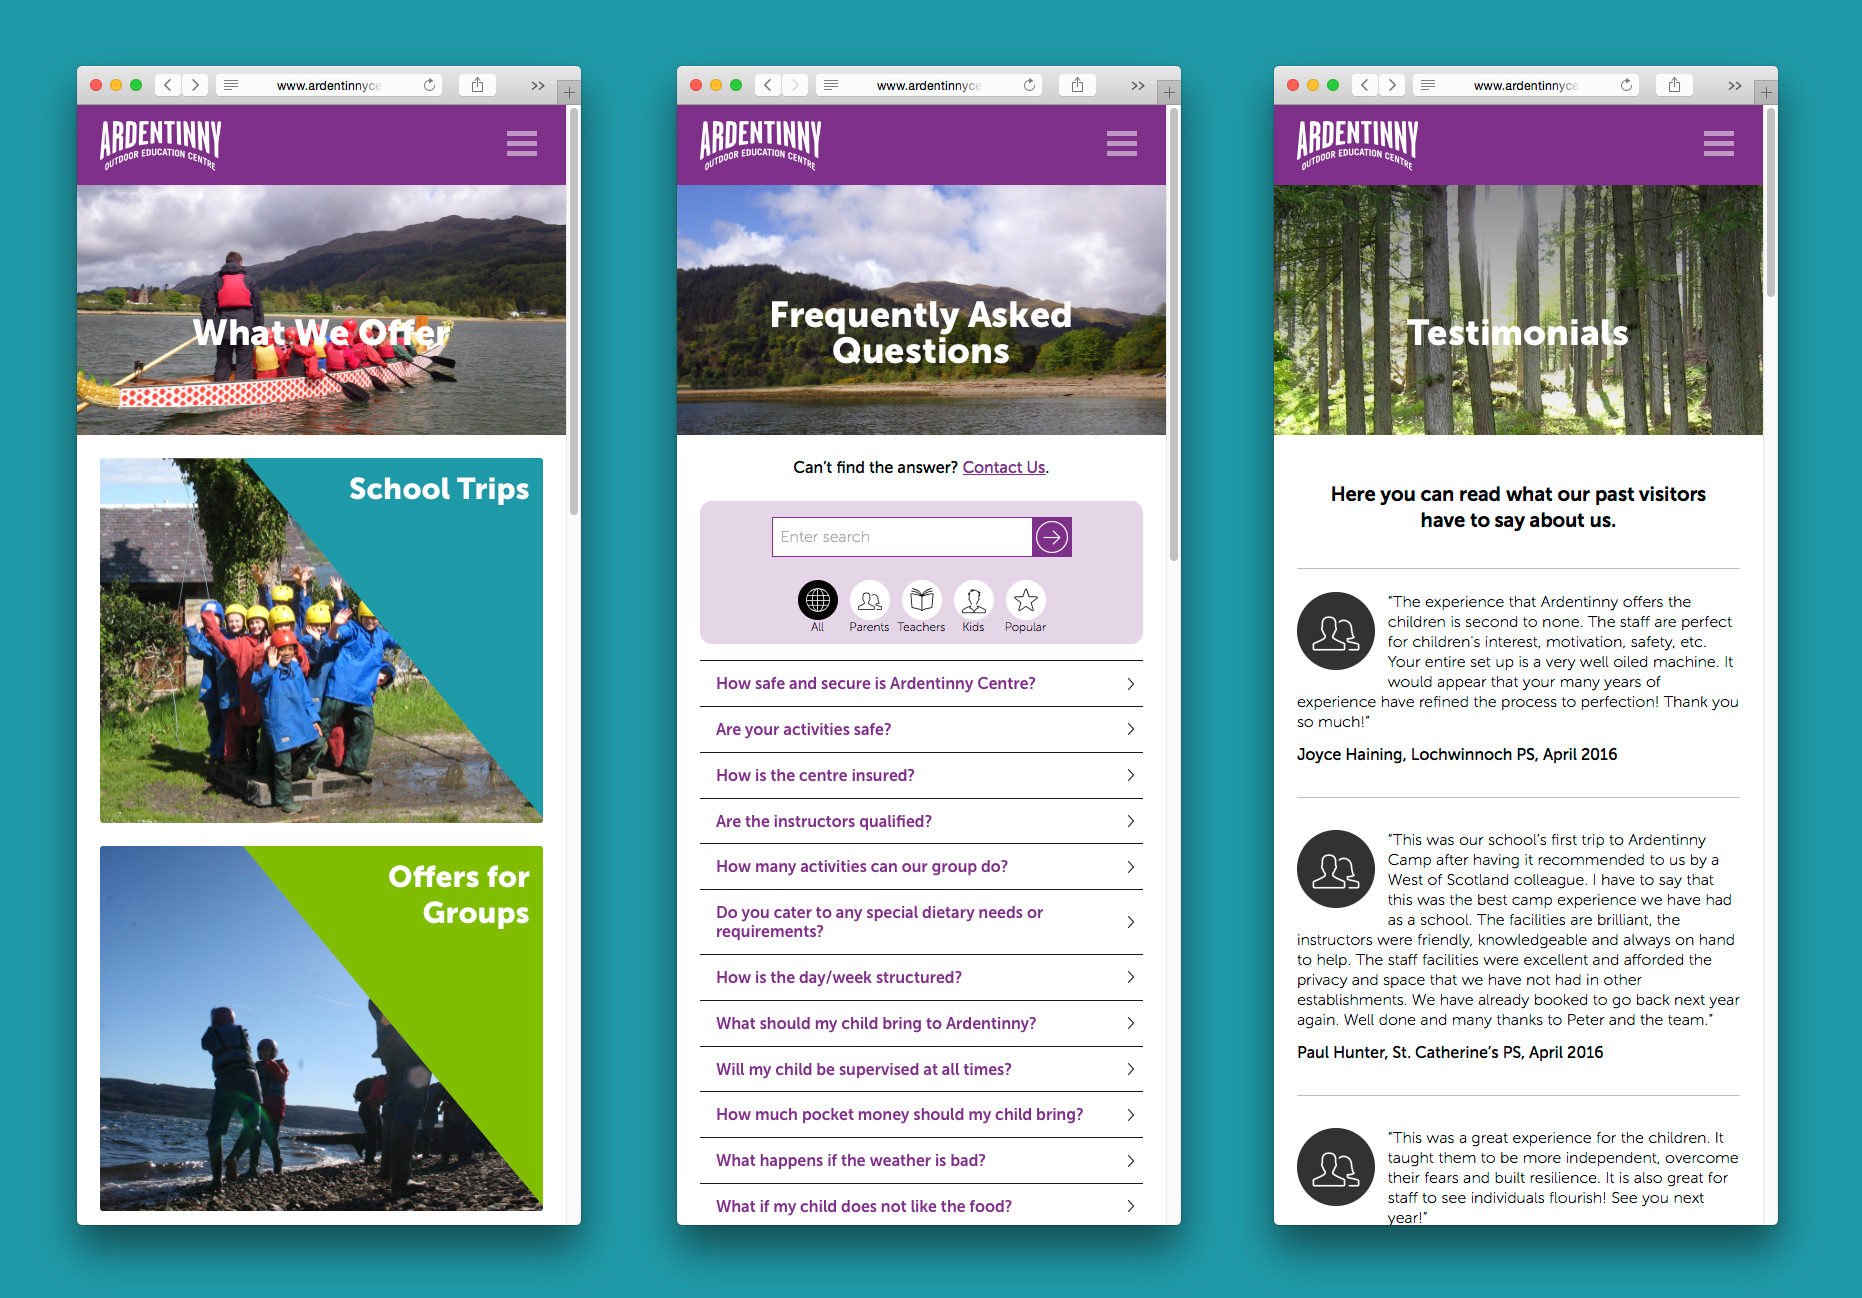 www.ardentinnyce
ARDENTINNY
OUTDOOR EDUCATION CENTRE
What We Offer
School Trips
Offers for
Groups
www.ardentinnyce
ARDENTINNY
OUTDOOR EDUCATION CENTRE
Frequently Asked
Questions
Can't find the answer? Contact Us.
Enter search
All Parents Teachers Kids Popular
How safe and secure is Ardentinny Centre?
Are your activities safe?
How is the centre insured?
Are the instructors qualified?
How many activities can our group do?
Do you cater to any special dietary needs or
requirements?
How is the day/week structured?
What should my child bring to Ardentinny?
Will my child be supervised at all times?
How much pocket money should my child bring?
What happens if the weather is bad?
What if my child does not like the food?
www.ardentinnyce
ARDENTINNY
OUTDOOR EDUCATION CENTRE
Testimonials
Here you can read what our past visitors
have to say about us.
"The experience that Ardentinny offers the
children is second to none. The staff are perfect
for children's interest, motivation, safety, etc.
Your entire set up is a very well oiled machine. It
would appear that your many years of
experience have refined the process to perfection! Thank you
so much!"
Joyce Haining, Lochwinnoch PS, April 2016
"This was our school's first trip to Ardentinny
Camp after having it recommended to us by a
West of Scotland colleague. I have to say that
this was the best camp experience we have had
as a school. The facilities are brilliant, the
instructors were friendly, knowledgeable and always on hand
to help. The staff facilities were excellent and afforded the
privacy and space that we have not had in other
establishments. We have already booked to go back next year
again. Well done and many thanks to Peter and the team."
Paul Hunter, St. Catherine's PS, April 2016
"This was a great experience for the children. It
taught them to be more independent, overcome
their fears and built resilience. It is also great for
staff to see individuals flourish! See you next
year!"